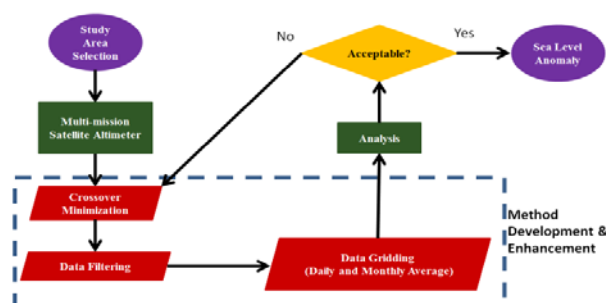 Study
Area
Selection
Multi-mission
Satellite Altimeter
Crossover
Minimization
Data Filtering
Data Gridding
(Daily and Monthly Average)
Method
Development &
Enhancement
Analysis
Acceptable?
No
Yes
Sea Level
Anomaly